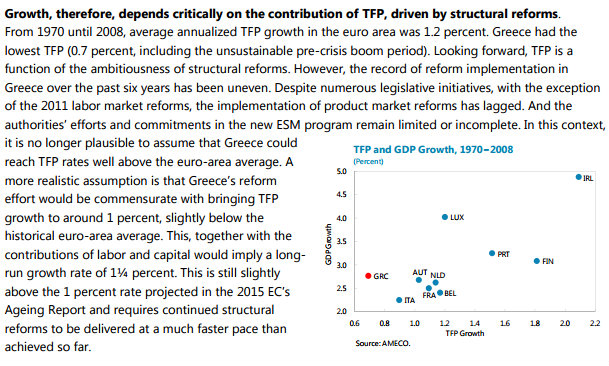 Growth, therefore, depends critically on the contribution of TFP, driven by structural reforms.
From 1970 until 2008, average annualized TFP growth in the euro area was 1.2 percent. Greece had the
lowest TFP (0.7 percent, including the unsustainable pre-crisis boom period). Looking forward, TFP is a
function of the ambitiousness of structural reforms. However, the record of reform implementation in
Greece over the past six years has been uneven. Despite numerous legislative initiatives, with the exception
of the 2011 labor market reforms, the implementation of product market reforms has lagged. And the
authorities' efforts and commitments in the new ESM program remain limited or incomplete. In this context,
it is no longer plausible to assume that Greece could
reach TFP rates well above the euro-area average. A
more realistic assumption is that Greece's reform
effort would be commensurate with bringing TFP
growth to around 1 percent, slightly below the
historical euro-area average. This, together with the
contributions of labor and capital would imply a long-
run growth rate of 1¼ percent. This is still slightly
above the 1 percent rate projected in the 2015 EC's
Ageing Report and requires continued structural
reforms to be delivered at a much faster pace than
achieved so far.
TFP and GDP Growth, 1970–2008
(Percent)
5.0
4.5
4.0
3.5
3.0
2.5
2.0
GDP Growth
IRL
LUX
PRT
FIN
GRC
AUT
NLD
FRA
BEL
ITA
0.6
0.8
1.0
1.2
1.4
1.6
1.8
2.0
2.2
TFP Growth
Source: AMECO.